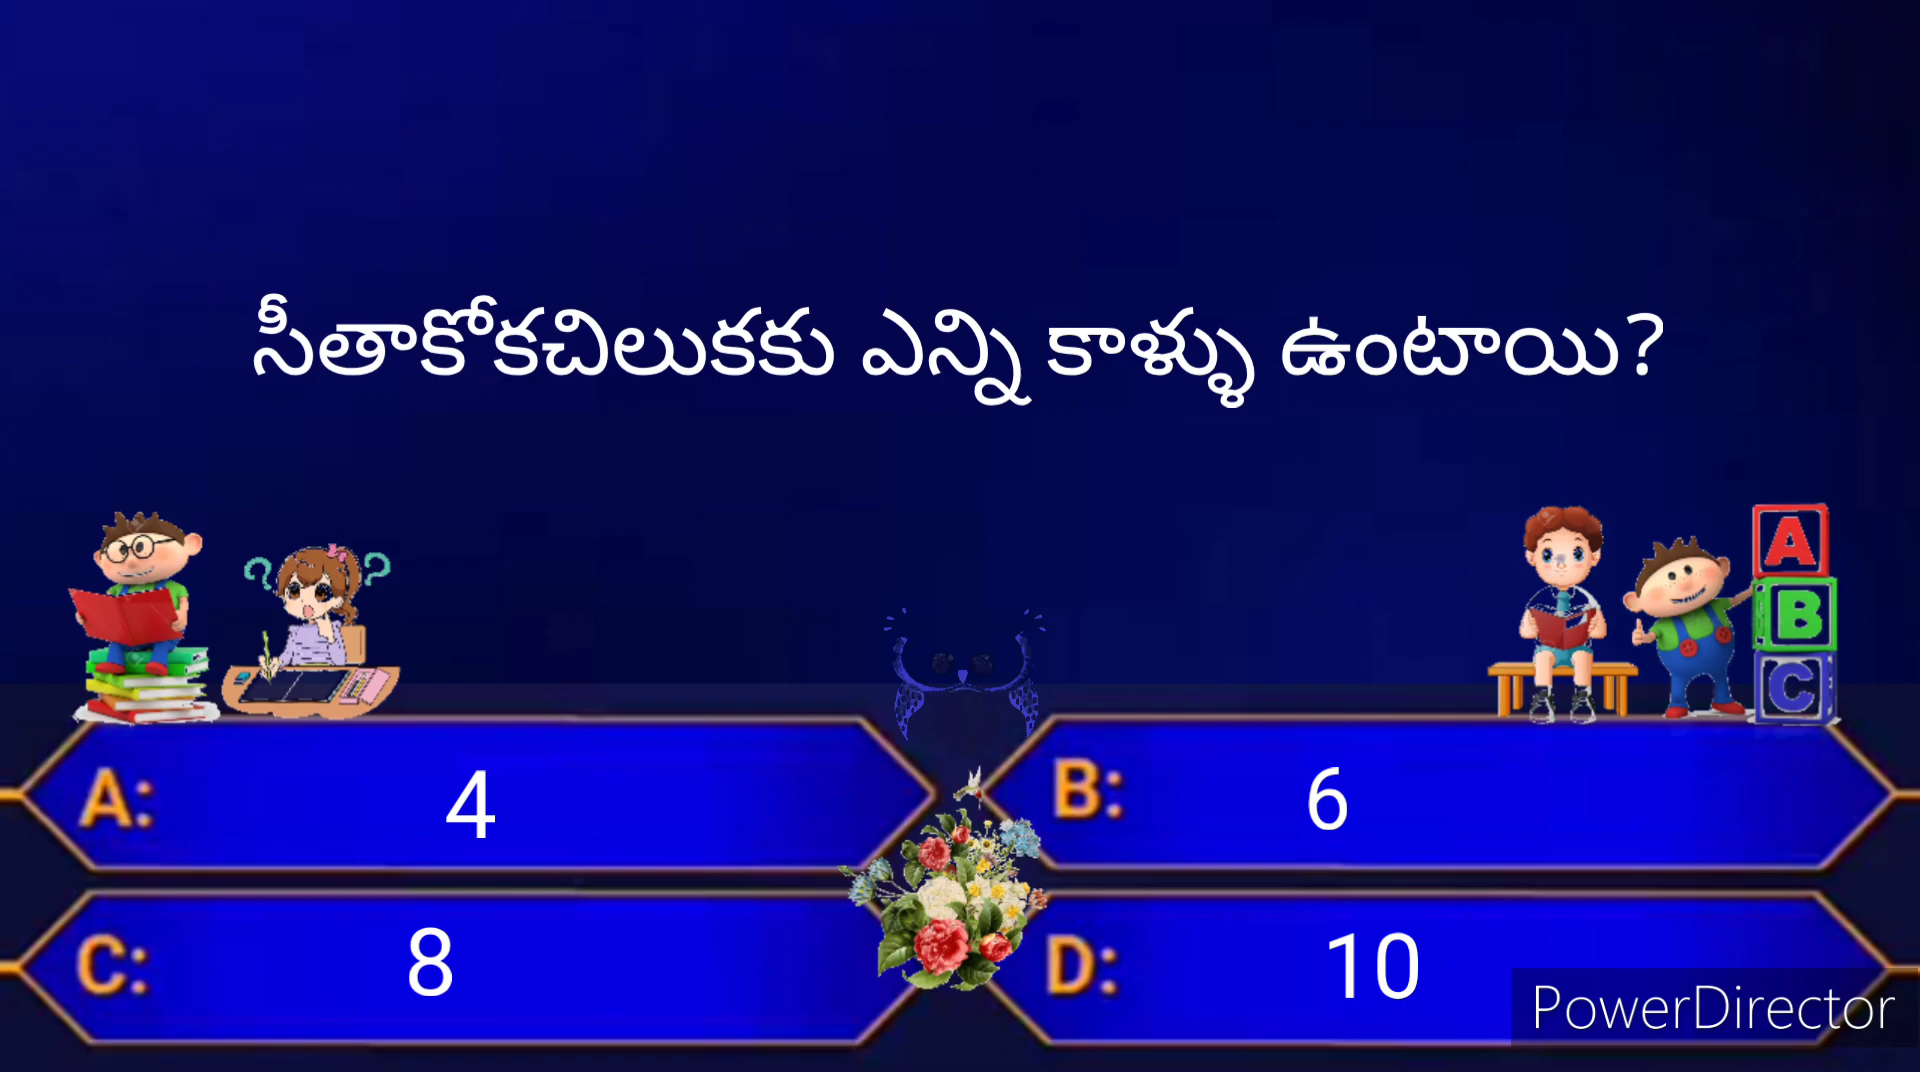 సీతాకోకచిలుకకు ఎన్ని కాళ్ళు ఉంటాయి?
A
B
C
A: 4
B: 6
C: 8
D: 10
PowerDirector